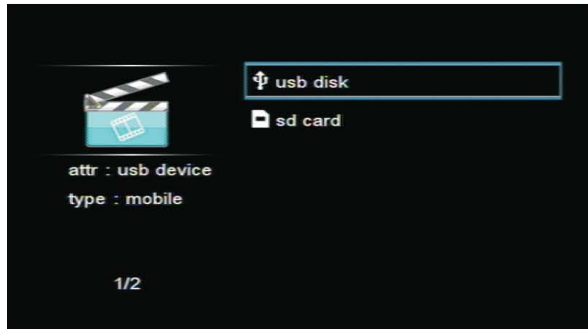 usb disk
sd card
attr : usb device
type : mobile
1/2